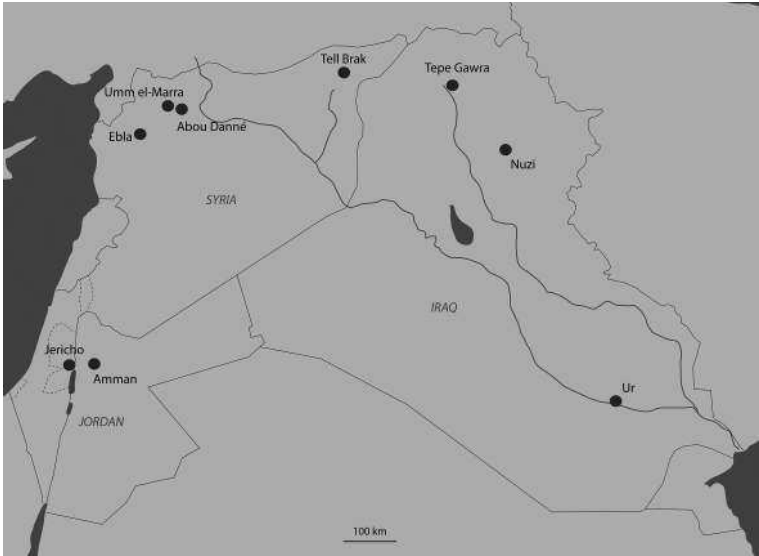 Tell Brak
Tepe Gawra
Umm el-Marra
Abou Danné
Ebla
Nuzi
SYRIA
IRAQ
Jericho
Amman
Ur
JORDAN
100 km